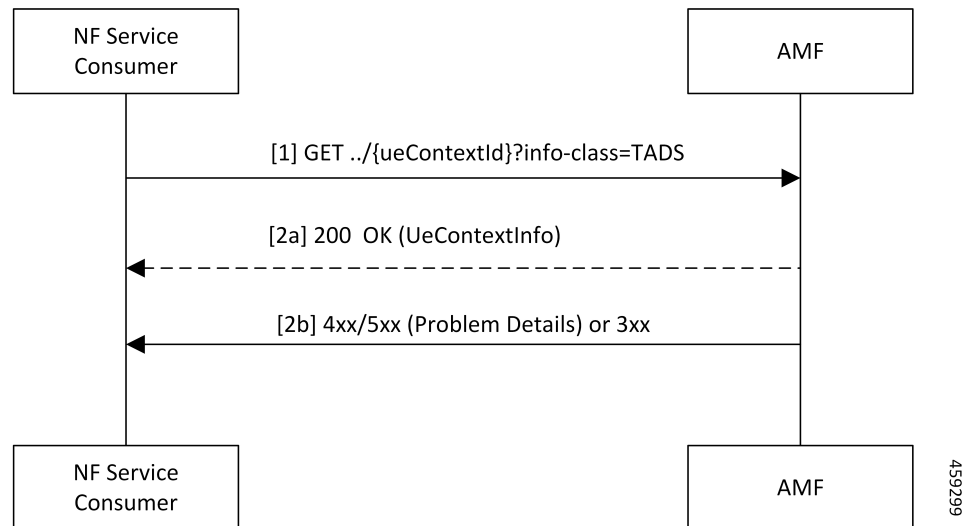 NF Service
Consumer
AMF
[1] GET ../{ueContextId}?info-class=TADS
[2a] 200  OK (UeContextInfo)
[2b] 4xx/5xx (Problem Details) or 3xx
NF Service
Consumer
AMF
459299